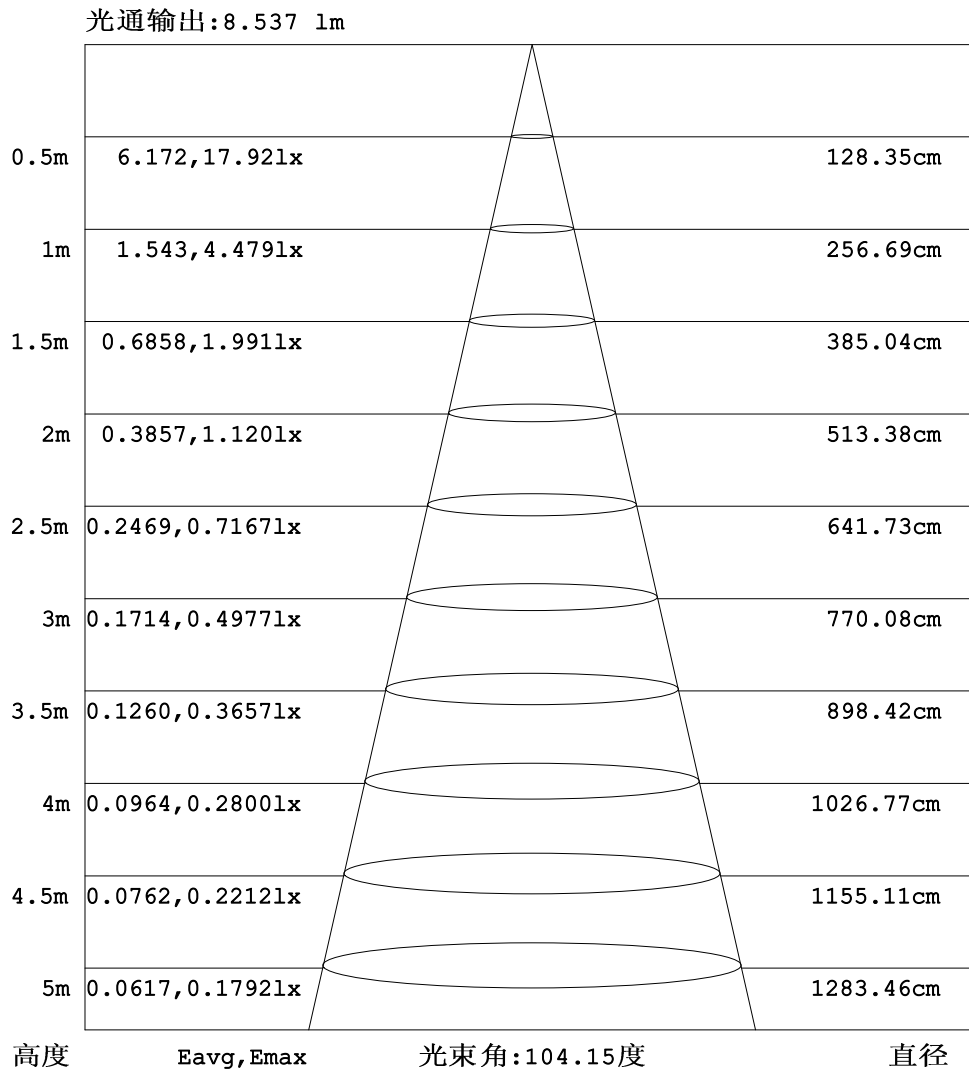 光通输出:8.537 lm
0.5m 6.172,17.92lx 128.35cm
1m 1.543,4.479lx 256.69cm
1.5m 0.6858,1.991lx 385.04cm
2m 0.3857,1.120lx 513.38cm
2.5m 0.2469,0.7167lx 641.73cm
3m 0.1714,0.4977lx 770.08cm
3.5m 0.1260,0.3657lx 898.42cm
4m 0.0964,0.2800lx 1026.77cm
4.5m 0.0762,0.2212lx 1155.11cm
5m 0.0617,0.1792lx 1283.46cm
高度 Eavg,Emax 光束角:104.15度 直径